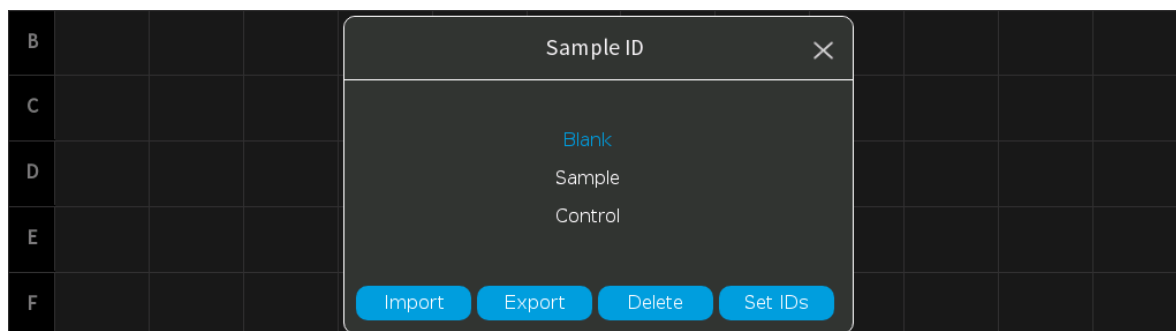 B
Sample ID
C
Blank
D
Sample
Control
E
F
Import Export Delete Set IDs